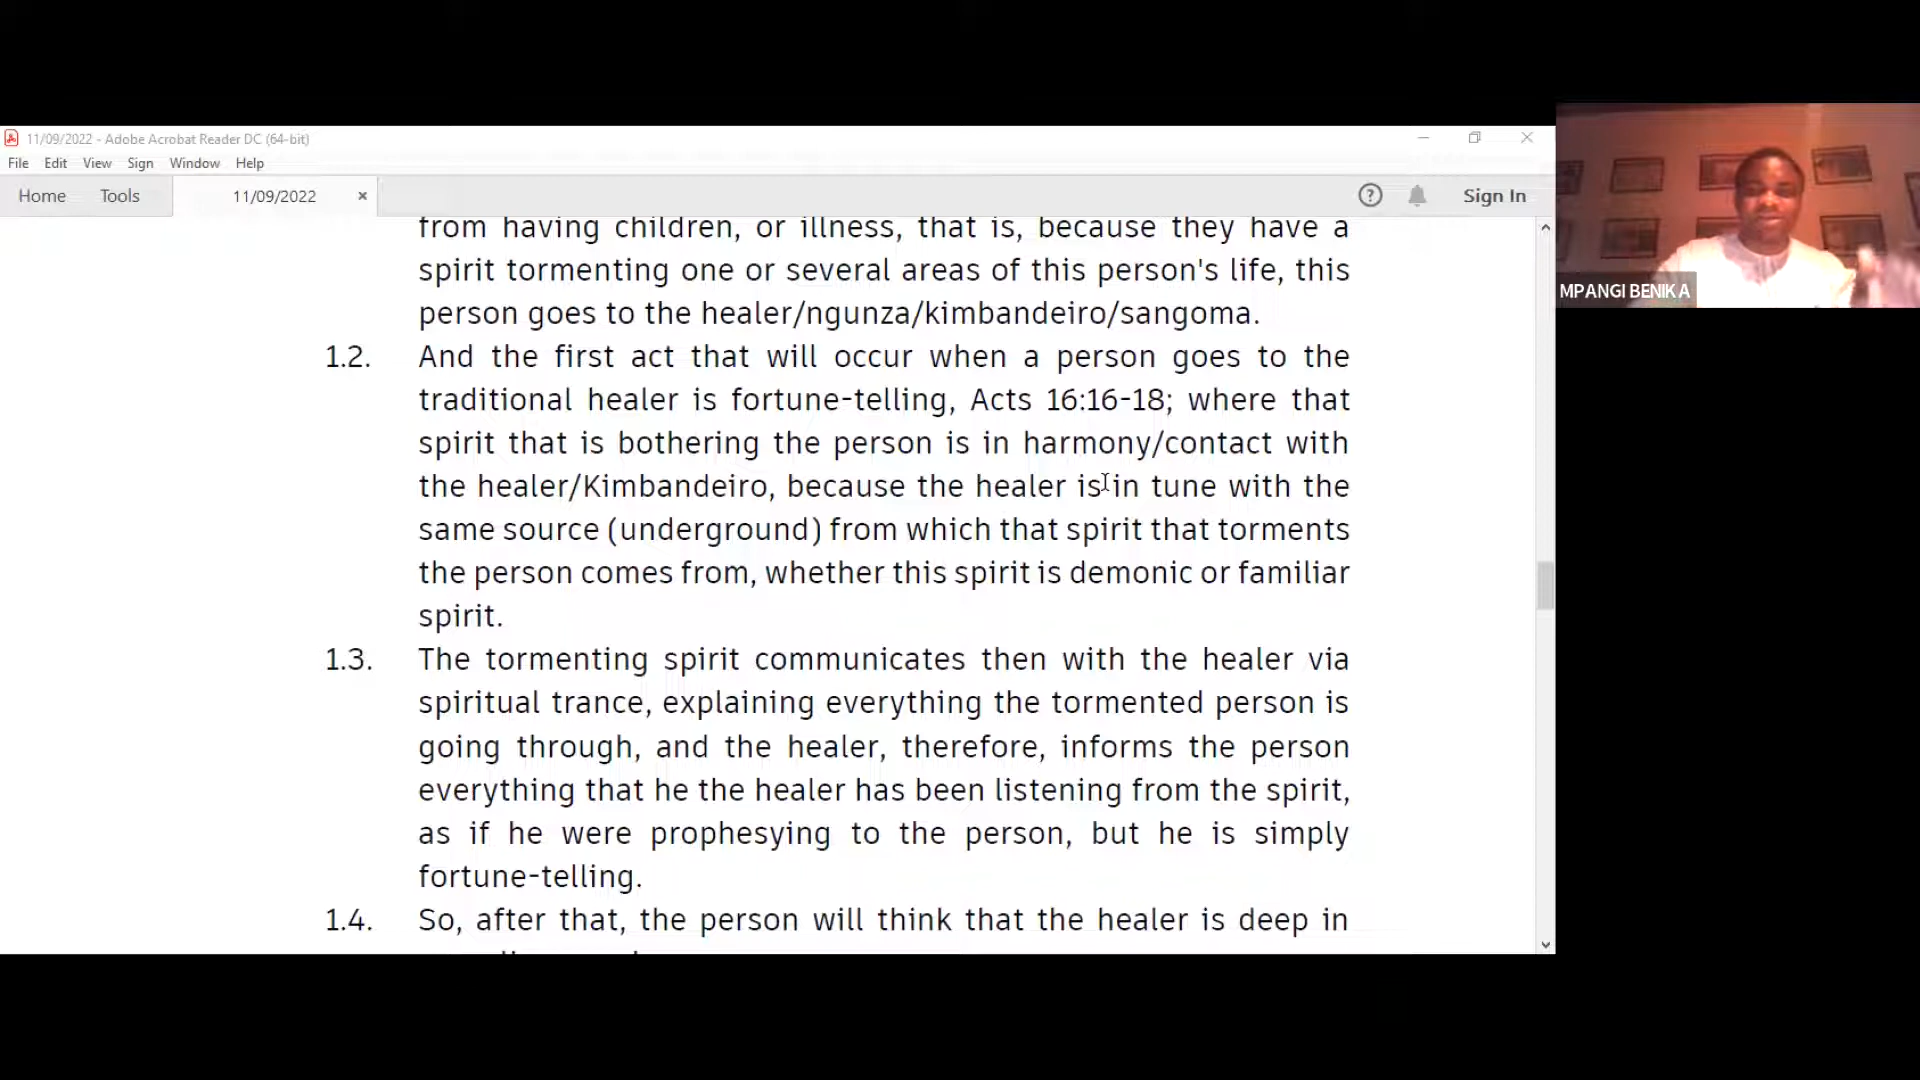 11/09/2022 - Adobe Acrobat Reader DC (64-bit)
File Edit View Sign Window Help
Home Tools 11/09/2022 Sign In
from having children, or illness, that is, because they have a
spirit tormenting one or several areas of this person's life, this
person goes to the healer/ngunza/kimbandeiro/sangoma.
1.2. And the first act that will occur when a person goes to the
traditional healer is fortune-telling, Acts 16:16-18; where that
spirit that is bothering the person is in harmony/contact with
the healer/Kimbandeiro, because the healer is in tune with the
same source (underground) from which that spirit that torments
the person comes from, whether this spirit is demonic or familiar
spirit.
1.3. The tormenting spirit communicates then with the healer via
spiritual trance, explaining everything the tormented person is
going through, and the healer, therefore, informs the person
everything that he the healer has been listening from the spirit,
as if he were prophesying to the person, but he is simply
fortune-telling.
1.4. So, after that, the person will think that the healer is deep in
MPANGI BENIKA